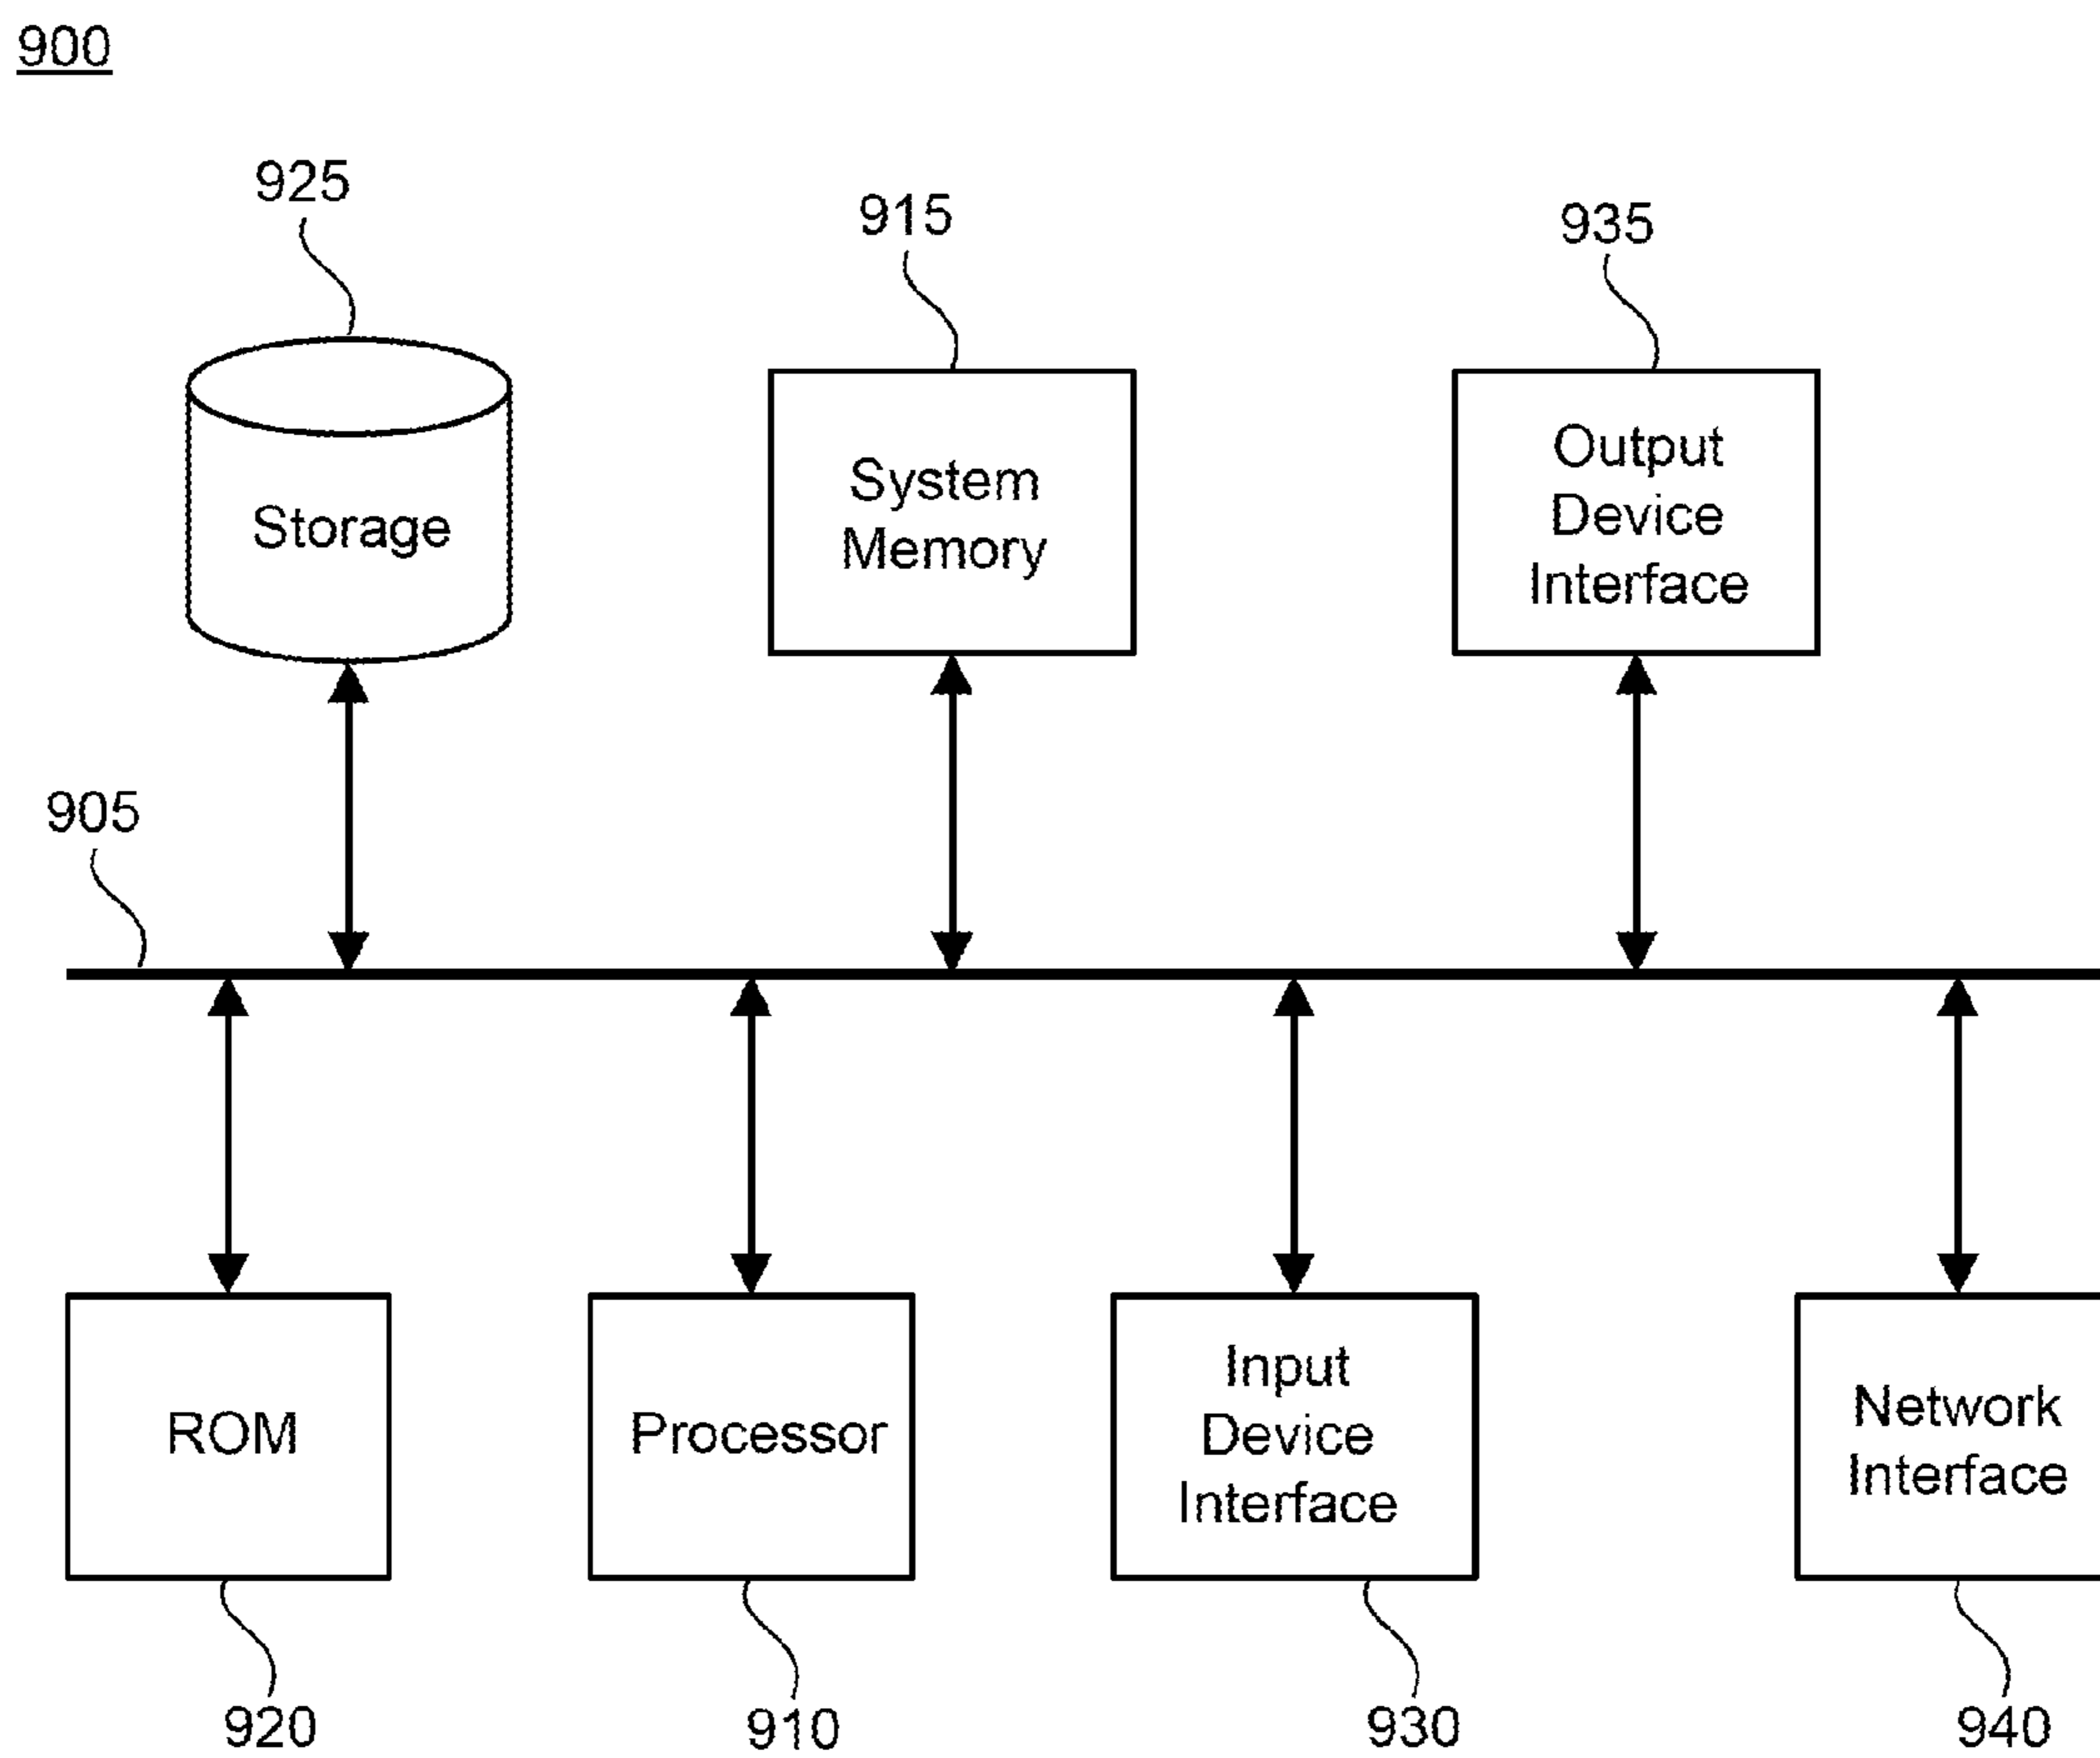 900
925
915
935
Storage
System
Memory
Output
Device
Interface
905
ROM
Processor
Input
Device
Interface
Network
Interface
920
910
930
940